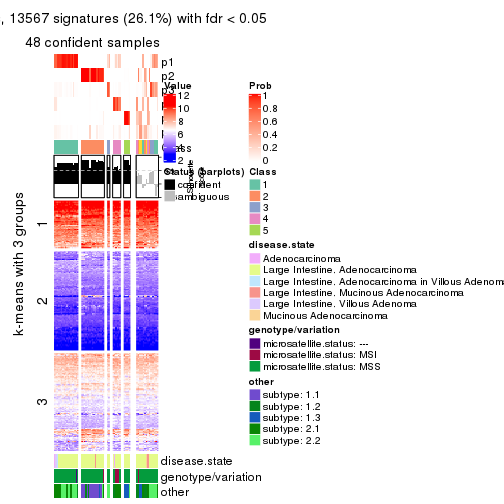 , 13567 signatures (26.1%) with fdr < 0.05
48 confident samples
p1
p2
p3
Value
12
10
8
6
4
2
Prob
1
0.8
0.6
0.4
0.2
0
Class
Status (barplots)
confident
ambiguous
Class
1
2
3
4
5
k-means with 3 groups
1
2
3
disease.state
Adenocarcinoma
Large Intestine. Adenocarcinoma
Large Intestine. Adenocarcinoma in Villous Adenom
Large Intestine. Mucinous Adenocarcinoma
Large Intestine. Villous Adenoma
Mucinous Adenocarcinoma
genotype/variation
microsatellite.status: ---
microsatellite.status: MSI
microsatellite.status: MSS
other
subtype: 1.1
subtype: 1.2
subtype: 1.3
subtype: 2.1
subtype: 2.2
disease.state
genotype/variation
other